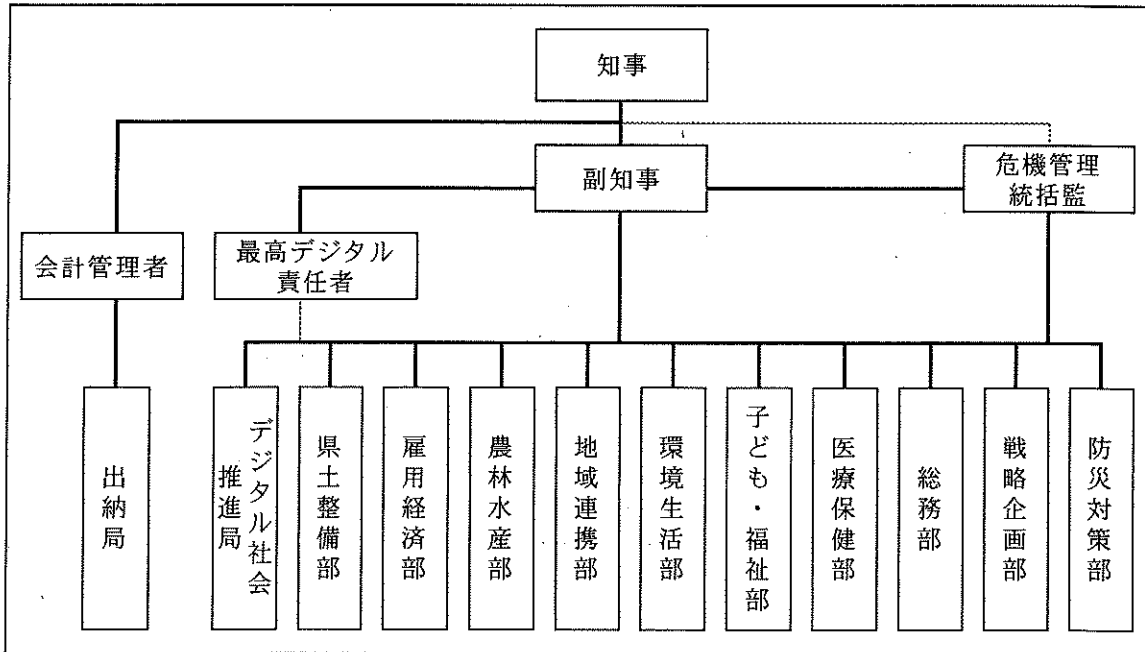 知事
副知事
危機管理
統括監
会計管理者
最高デジタル
責任者
出納局
デジタル社会
推進局
県土整備部
雇用経済部
農林水産部
地域連携部
環境生活部
子ども・福祉部
医療保健部
総務部
戦略企画部
防災対策部